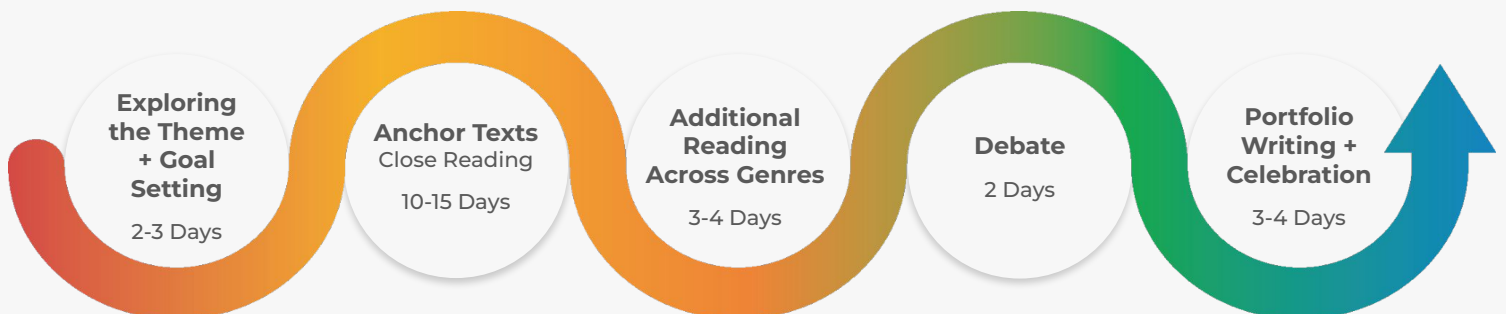 Exploring
the Theme
+ Goal
Setting
2-3 Days
Anchor Texts
Close Reading
10-15 Days
Additional
Reading
Across Genres
3-4 Days
Debate
2 Days
Portfolio
Writing +
Celebration
3-4 Days